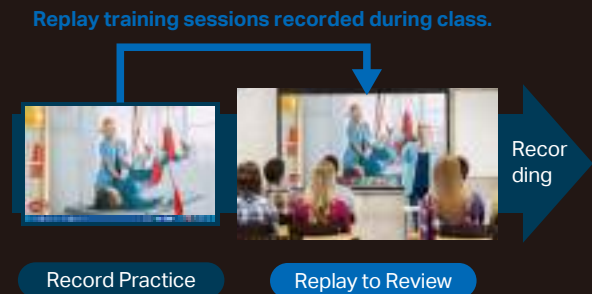 Replay training sessions recorded during class.
Recor
ding
Record Practice
Replay to Review